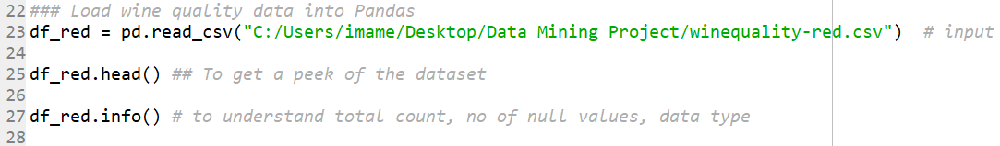 22 ### Load wine quality data into Pandas
23 df_red = pd.read_csv("C:/Users/imame/Desktop/Data Mining Project/winequality-red.csv")  # input
24
25 df_red.head() ## To get a peek of the dataset
26
27 df_red.info() # to understand total count, no of null values, data type
28